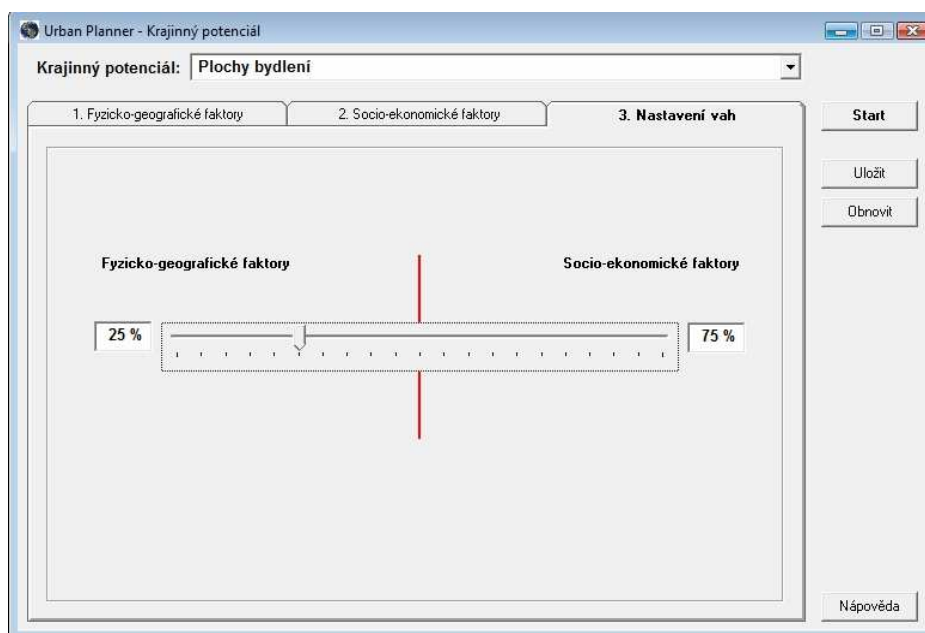 Urban Planner - Krajinný potenciál
Krajinný potenciál: Plochy bydlení
1. Fyzicko-geografické faktory
2. Socio-ekonomické faktory
3. Nastavení vah
Start
Uložit
Obnovit
Fyzicko-geografické faktory
Socio-ekonomické faktory
25 %
75 %
Nápověda